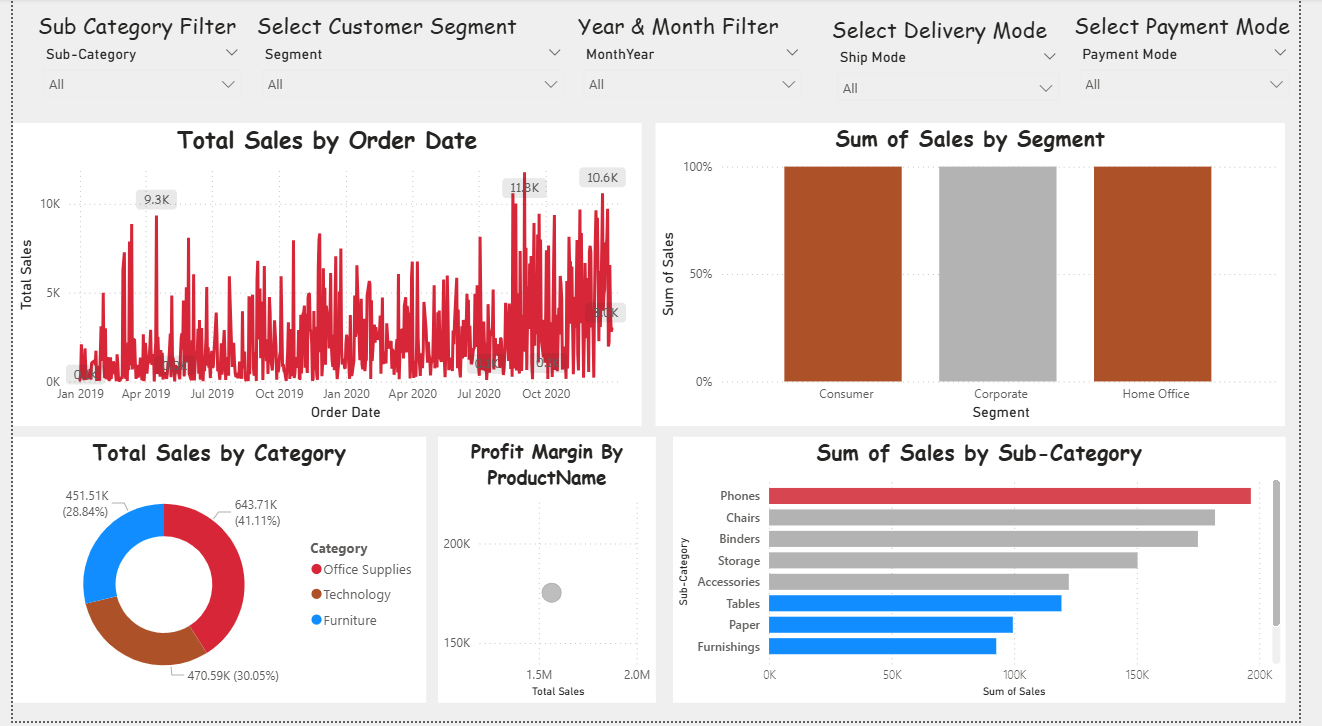 Sub Category Filter
Select Customer Segment
Year & Month Filter
Select Delivery Mode
Select Payment Mode
Sub-Category
Segment
MonthYear
Ship Mode
Payment Mode
All
All
All
All
All
Total Sales by Order Date
Total Sales
10K
5K
0K
9.3K
11.8K
10.6K
Jan 2019
Apr 2019
Jul 2019
Oct 2019
Jan 2020
Apr 2020
Jul 2020
Oct 2020
Order Date
Sum of Sales by Segment
Sum of Sales
100%
50%
0%
Consumer
Corporate
Home Office
Segment
Total Sales by Category
451.51K
(28.84%)
643.71K
(41.11%)
470.59K (30.05%)
Category
Office Supplies
Technology
Furniture
Profit Margin By
ProductName
200K
150K
1.5M
2.0M
Total Sales
Sum of Sales by Sub-Category
Sub-Category
Phones
Chairs
Binders
Storage
Accessories
Tables
Paper
Furnishings
0K
50K
100K
150K
200K
Sum of Sales